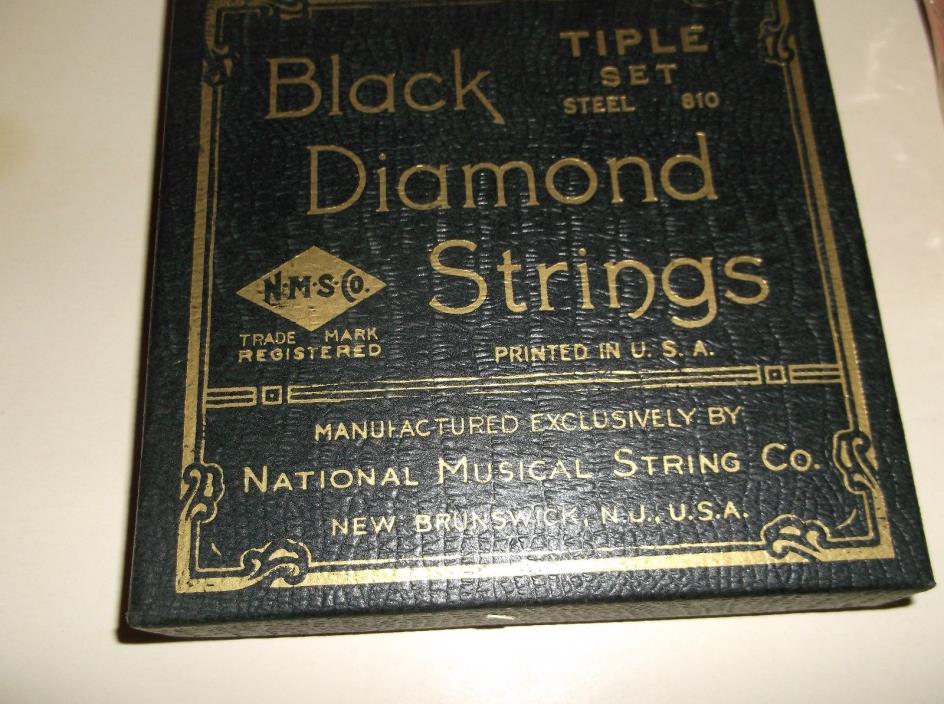 TIPLE
SET
STEEL 810
Black
Diamond
Strings
N·M·S·Co.
TRADE MARK
REGISTERED
PRINTED IN U. S. A.
MANUFACTURED EXCLUSIVELY BY
NATIONAL MUSICAL STRING Co.
NEW BRUNSWICK, N.J., U.S.A.